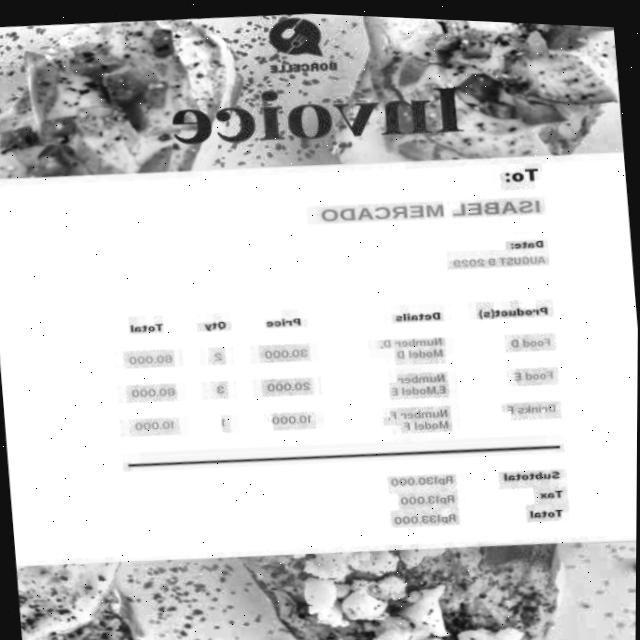 BORCELLE
Invoice
To:
ISABEL MERCADO
Date:
AUGUST 9 2029
Product(s) Details Price Qty Total
Food D Number D, Model D 30.000 2 60.000
Food E Number E,Model E 20.000 3 60.000
Drinks F Number F, Model F 10.000 1 10.000
Subtotal Rp130.000
Tax Rp13.000
Total Rp133.000